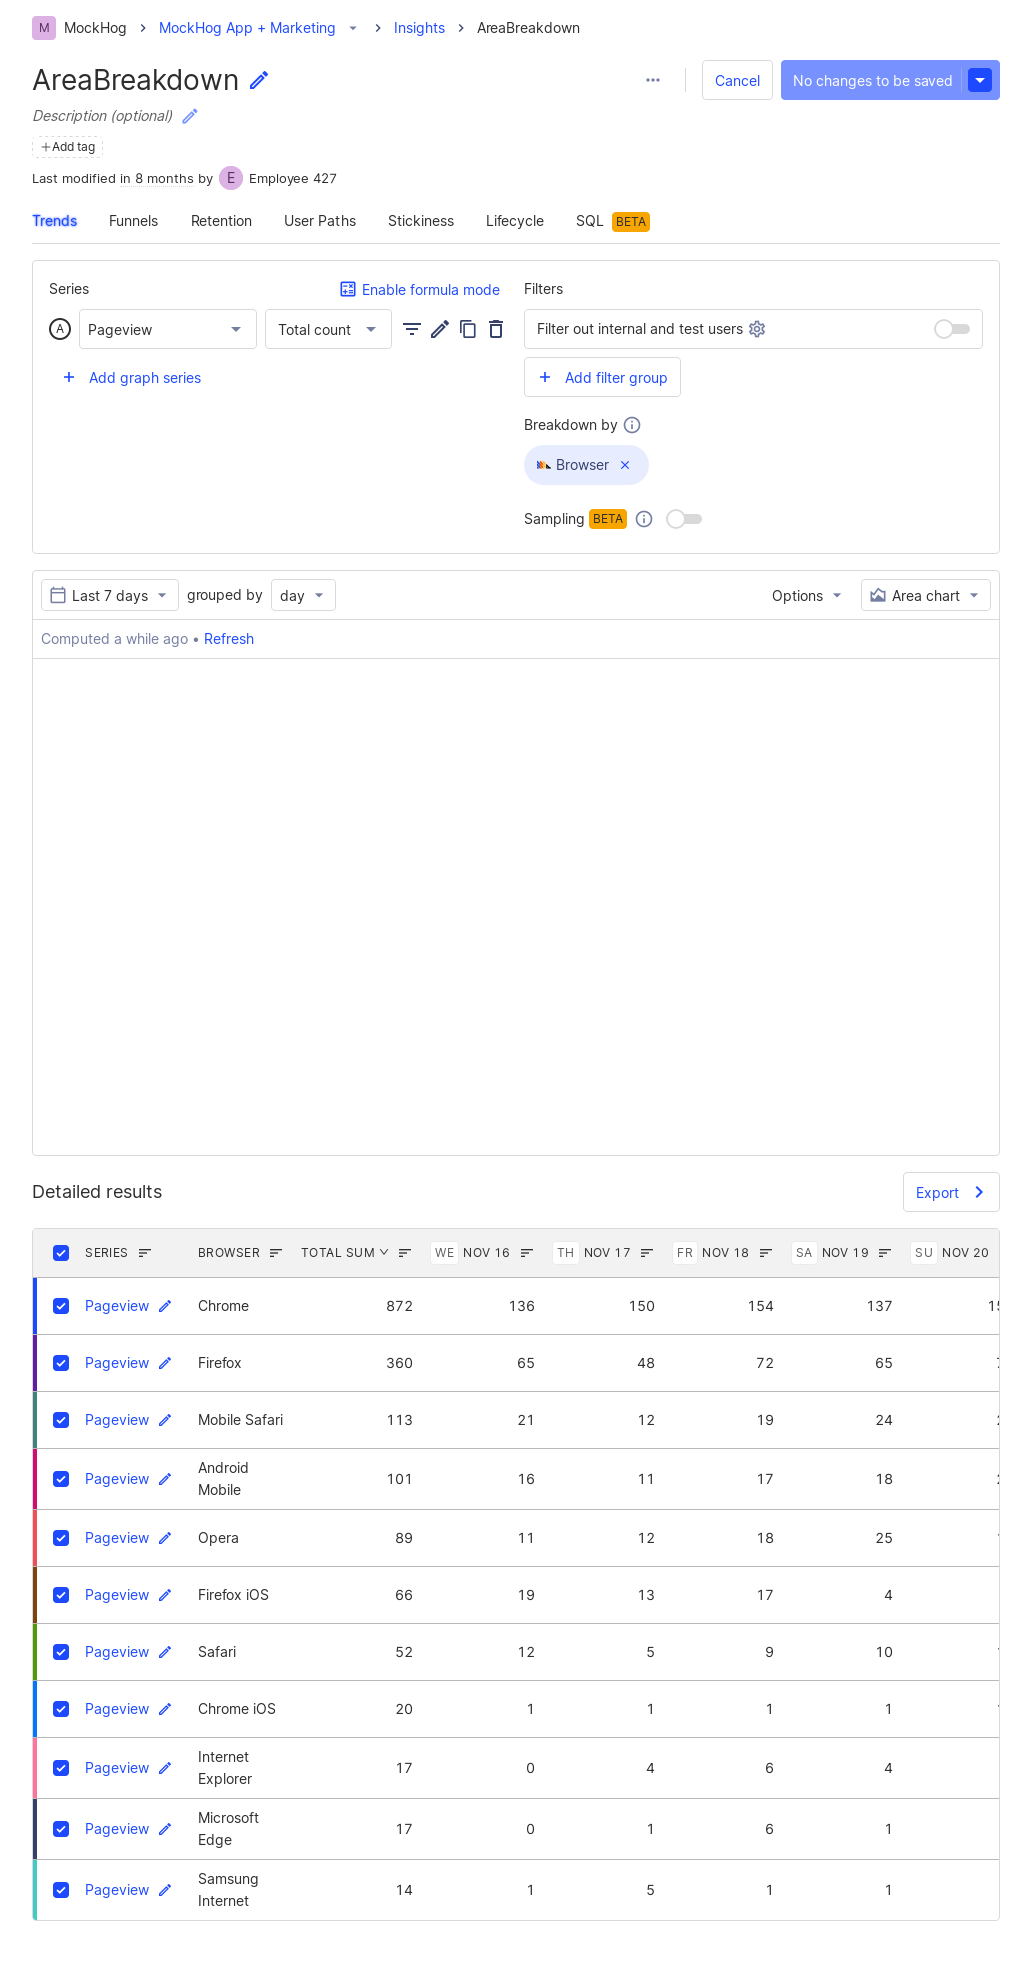 M MockHog MockHog App + Marketing Insights AreaBreakdown
AreaBreakdown
Cancel No changes to be saved
Description (optional)
Add tag
Last modified in 8 months by E Employee 427
Trends Funnels Retention User Paths Stickiness Lifecycle SQL BETA
Series Enable formula mode Filters
A Pageview Total count Filter out internal and test users
Add graph series Add filter group
Breakdown by
Browser
Sampling BETA
Last 7 days grouped by day Options Area chart
Computed a while ago • Refresh
Detailed results Export
SERIES BROWSER TOTAL SUM WE NOV 16 TH NOV 17 FR NOV 18 SA NOV 19 SU NOV 20
Pageview Chrome 872 136 150 154 137
Pageview Firefox 360 65 48 72 65
Pageview Mobile Safari 113 21 12 19 24
Pageview Android Mobile 101 16 11 17 18
Pageview Opera 89 11 12 18 25
Pageview Firefox iOS 66 19 13 17 4
Pageview Safari 52 12 5 9 10
Pageview Chrome iOS 20 1 1 1 1
Pageview Internet Explorer 17 0 4 6 4
Pageview Microsoft Edge 17 0 1 6 1
Pageview Samsung Internet 14 1 5 1 1